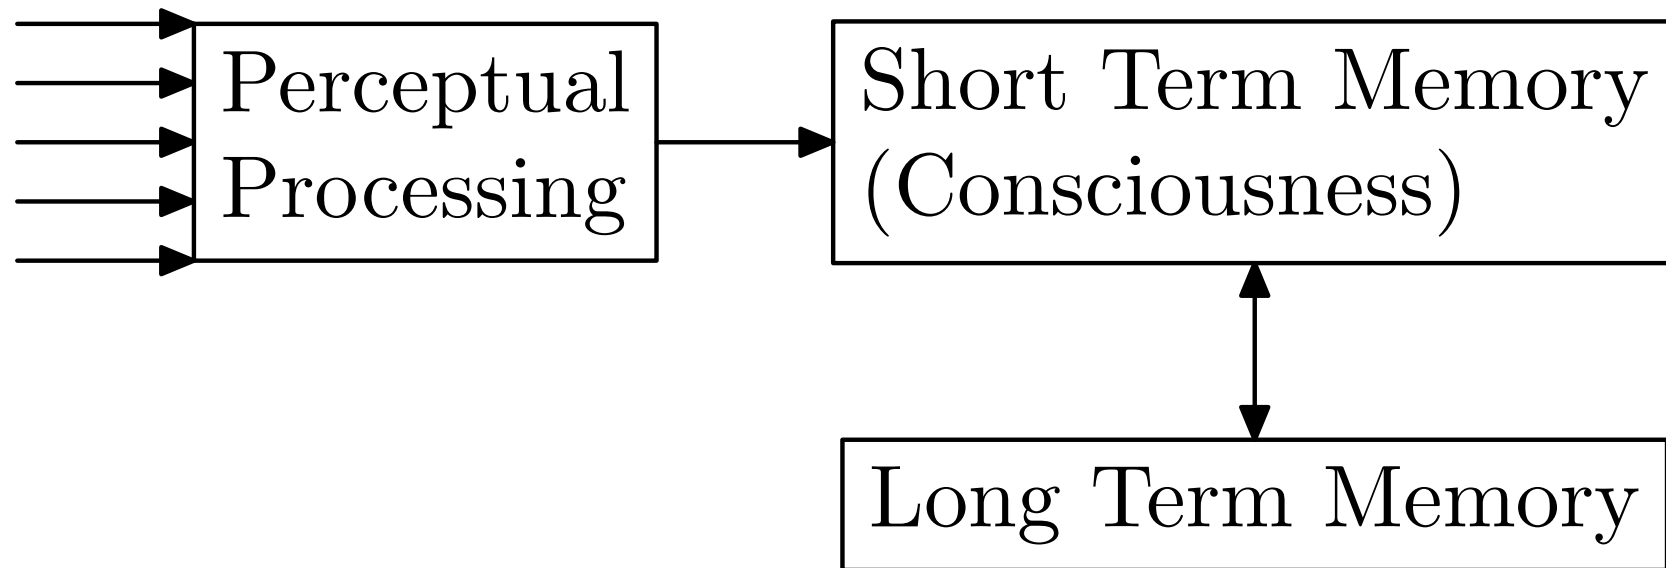 Perceptual
Processing
Short Term Memory
(Consciousness)
Long Term Memory